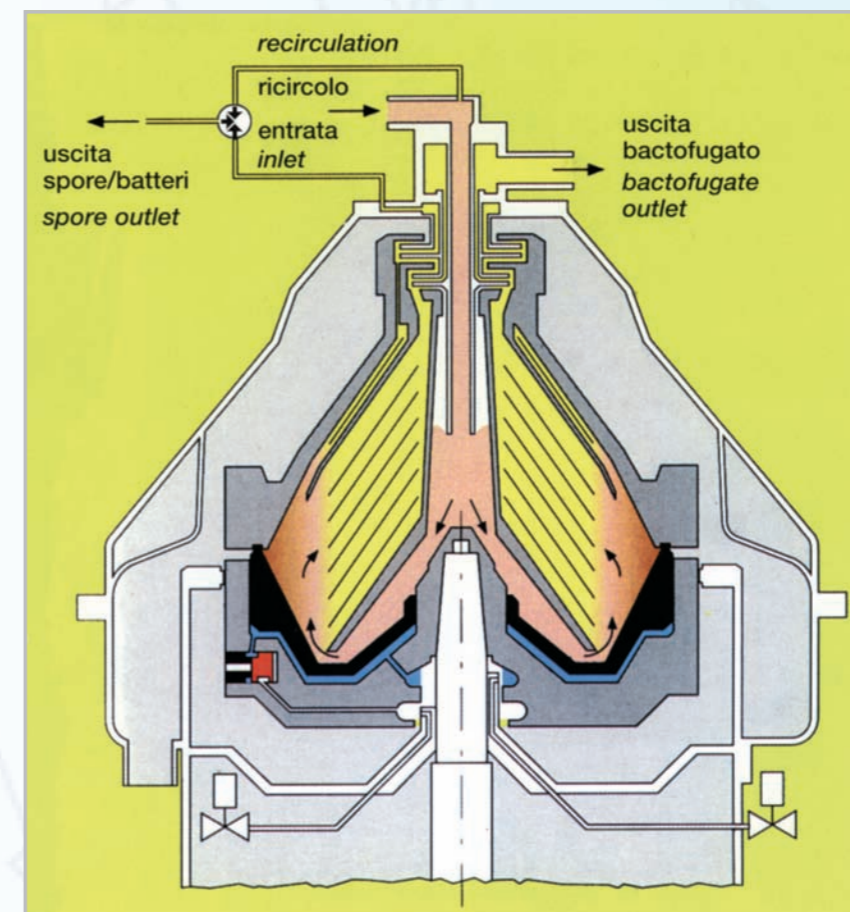 recirculation
ricircolo
entrata
inlet
uscita
spore/batteri
spore outlet
uscita
bactofugato
bactofugate
outlet